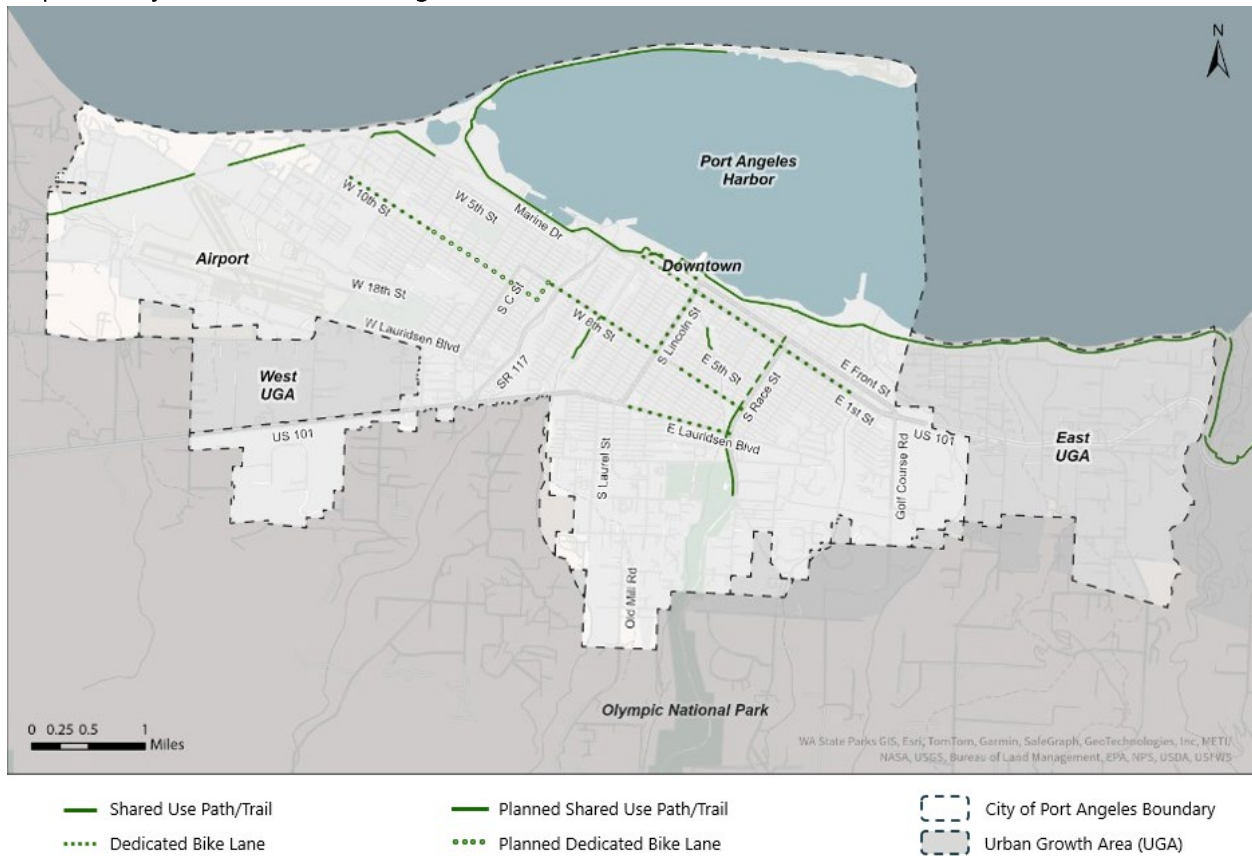 N
Port Angeles
Harbor
W 10th St
W 5th St
Marine Dr
Airport
Downtown
W 18th St
S C St
W 8th St
S Lincoln St
W Lauridsen Blvd
E 5th St
S Race St
E Front St
E 1st St
SR 117
West
UGA
US 101
E Lauridsen Blvd
US 101
East
UGA
S Laurel St
Golf Course Rd
Old Mill Rd
Olympic National Park
0 0.25 0.5 1
Miles
WA State Parks GIS, Esri, TomTom, Garmin, SafeGraph, GeoTechnologies, Inc, METI/
NASA, USGS, Bureau of Land Management, EPA, NPS, USDA, USFWS
Shared Use Path/Trail
Planned Shared Use Path/Trail
City of Port Angeles Boundary
Dedicated Bike Lane
Planned Dedicated Bike Lane
Urban Growth Area (UGA)